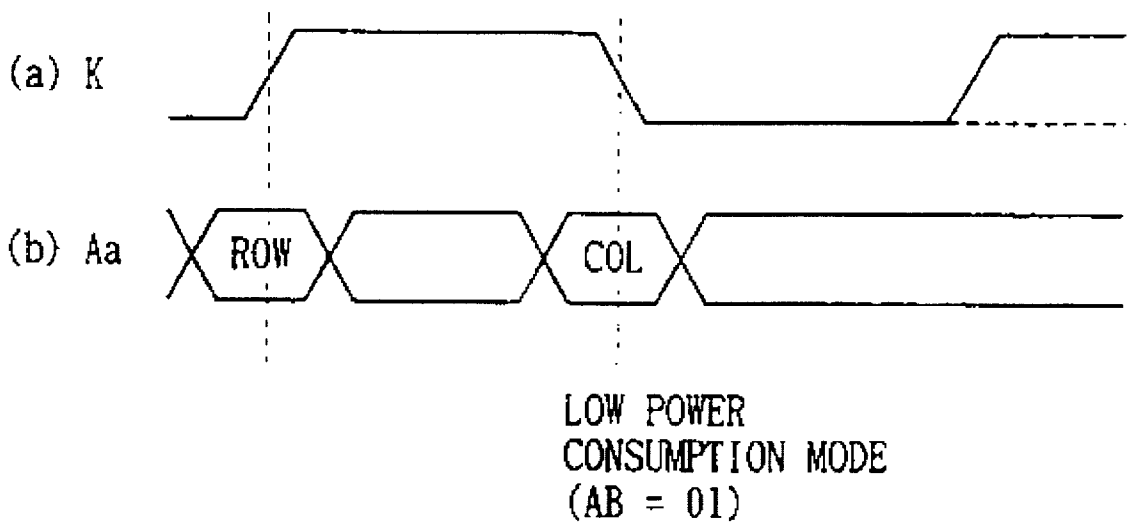 (a) K
(b) Aa
ROW
COL
LOW POWER
CONSUMPTION MODE
(AB = 01)